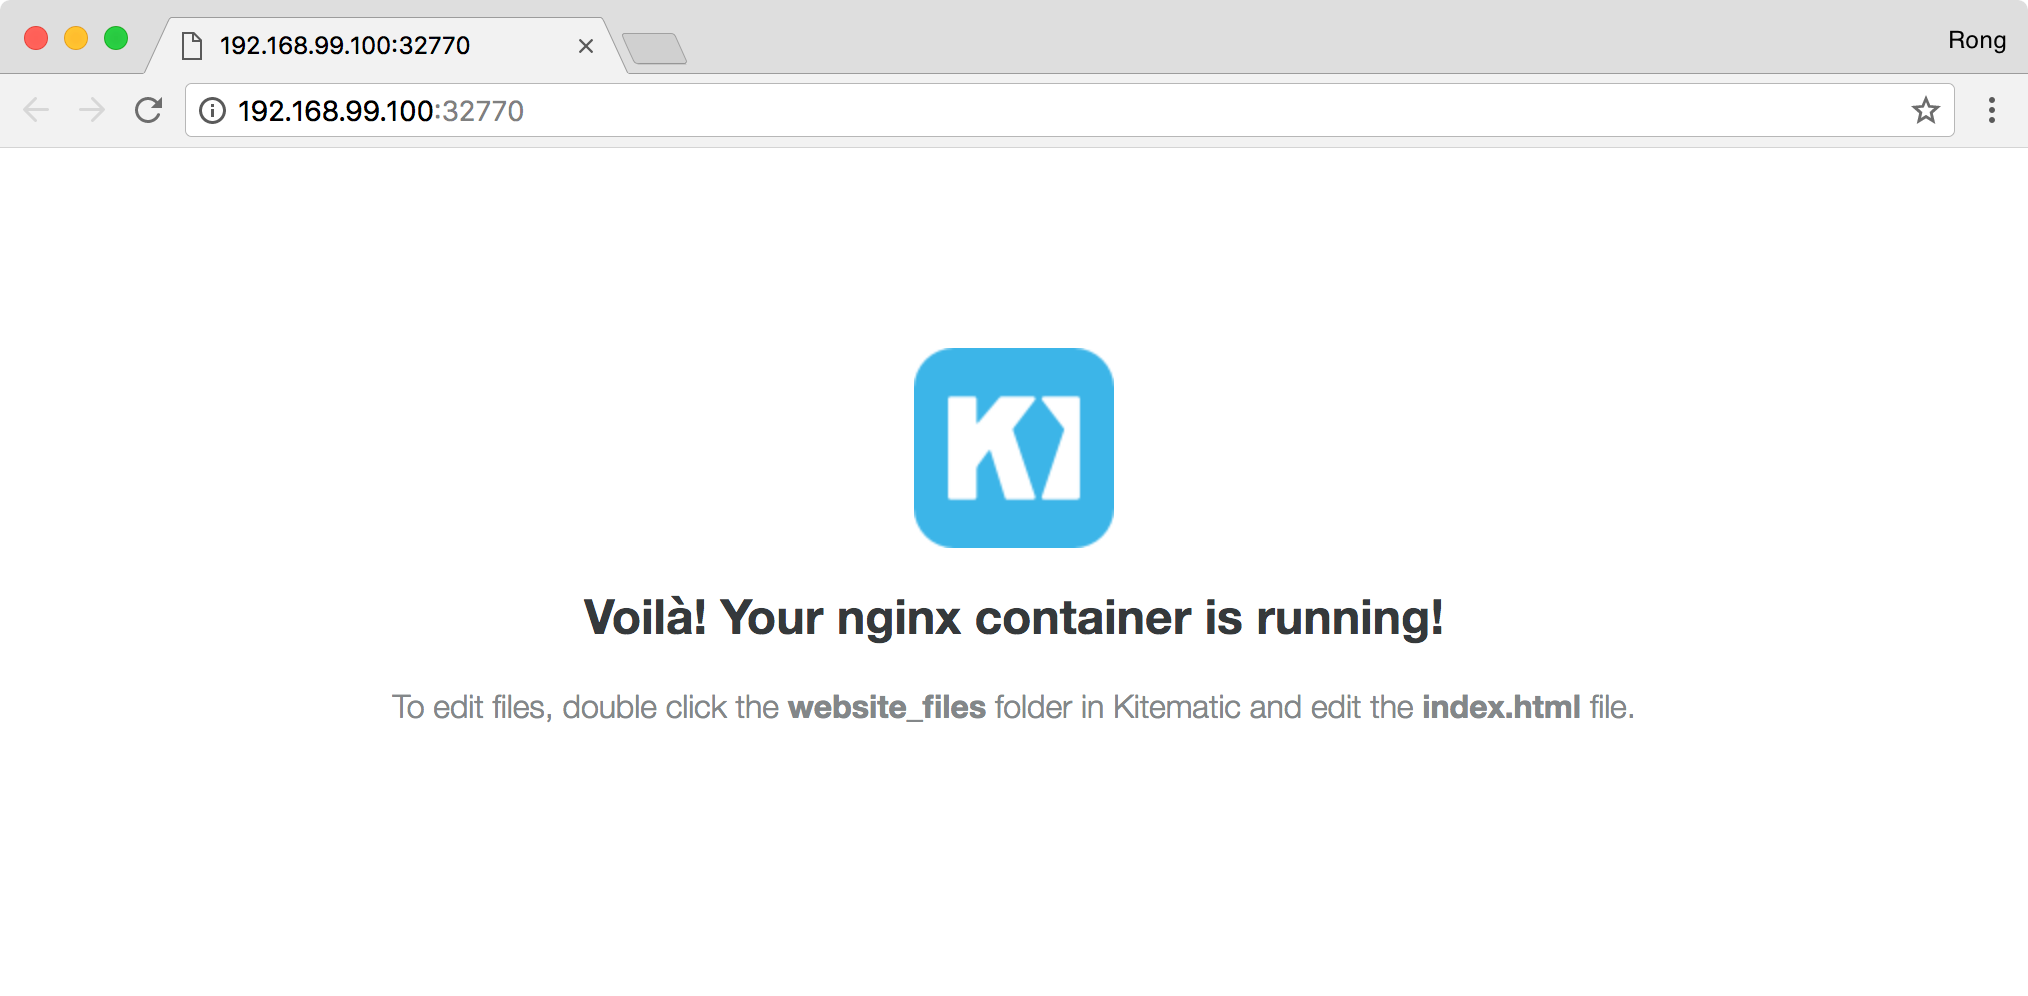 192.168.99.100:32770
Rong
192.168.99.100:32770
KI
Voilà! Your nginx container is running!
To edit files, double click the website_files folder in Kitematic and edit the index.html file.